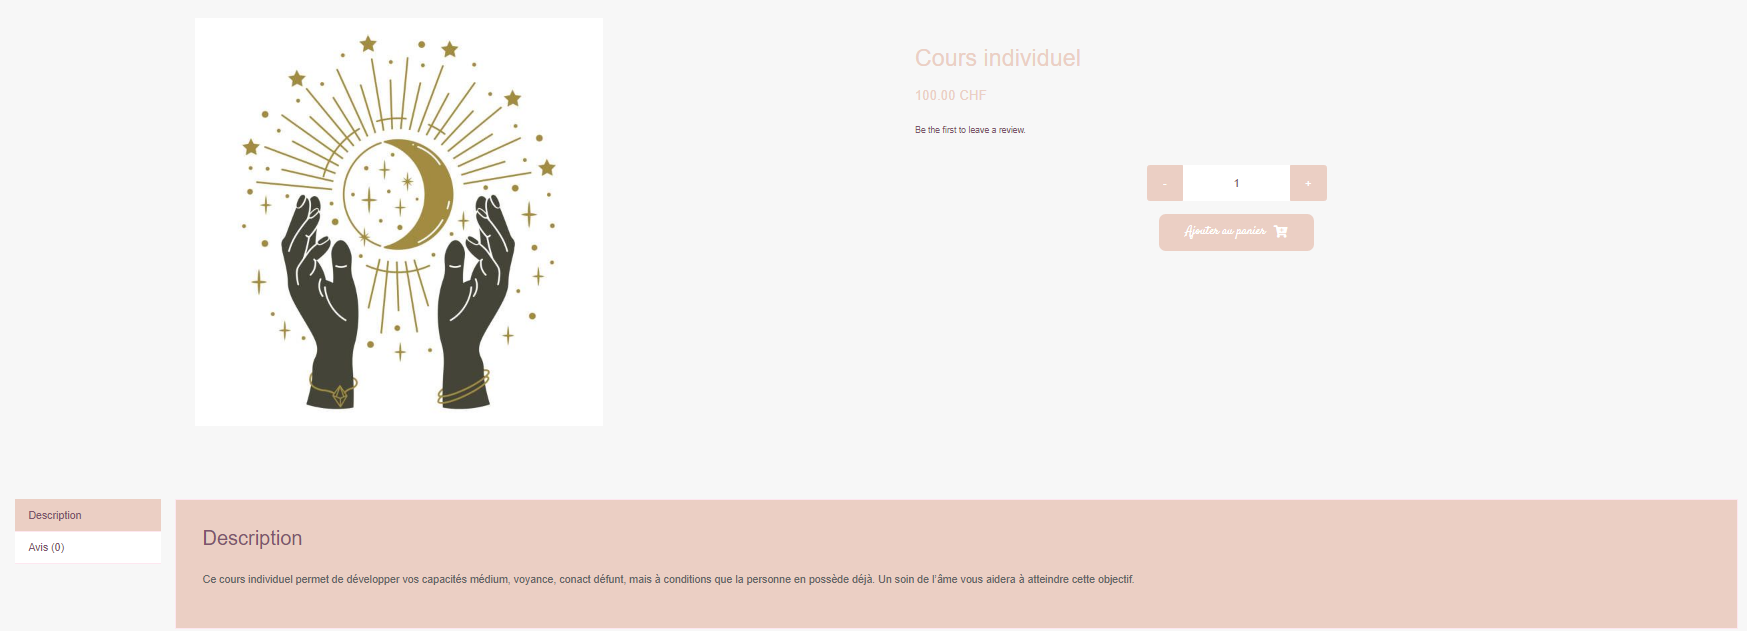 Cours individuel
100.00 CHF
Be the first to leave a review.
- 1 +
Ajouter au panier
Description
Avis (0)
Description
Ce cours individuel permet de développer vos capacités médium, voyance, conact défunt, mais à conditions que la personne en possède déjà. Un soin de l'âme vous aidera à atteindre cette objectif.